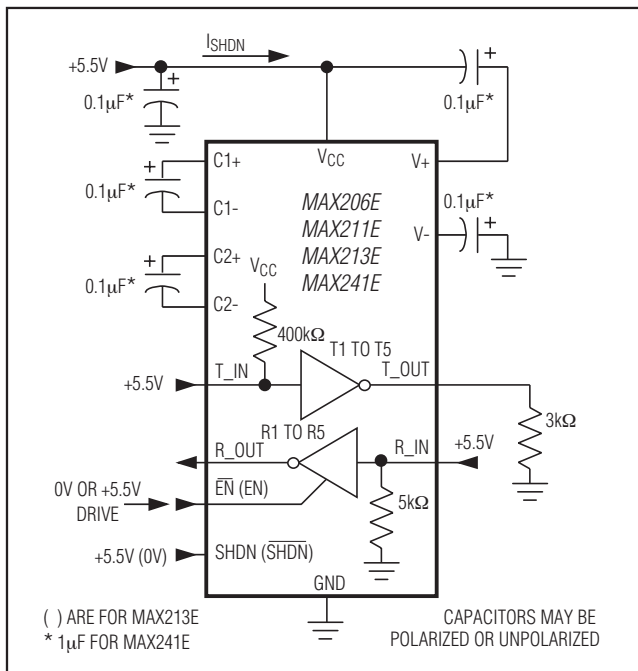 I_SHDN
+5.5V
+
+
0.1µF*
0.1µF*
V_CC
V+
C1+
+
0.1µF*
C1-
MAX206E
MAX211E
MAX213E
MAX241E
0.1µF*
+
V-
C2+
+
0.1µF*
C2-
V_CC
400kΩ
T1 TO T5
+5.5V
T_IN
T_OUT
3kΩ
R_OUT
R1 TO R5
R_IN
+5.5V
0V OR +5.5V
DRIVE
E̅N̅ (EN)
5kΩ
+5.5V (0V)
SHDN (S̅H̅D̅N̅)
GND
( ) ARE FOR MAX213E
* 1µF FOR MAX241E
CAPACITORS MAY BE
POLARIZED OR UNPOLARIZED